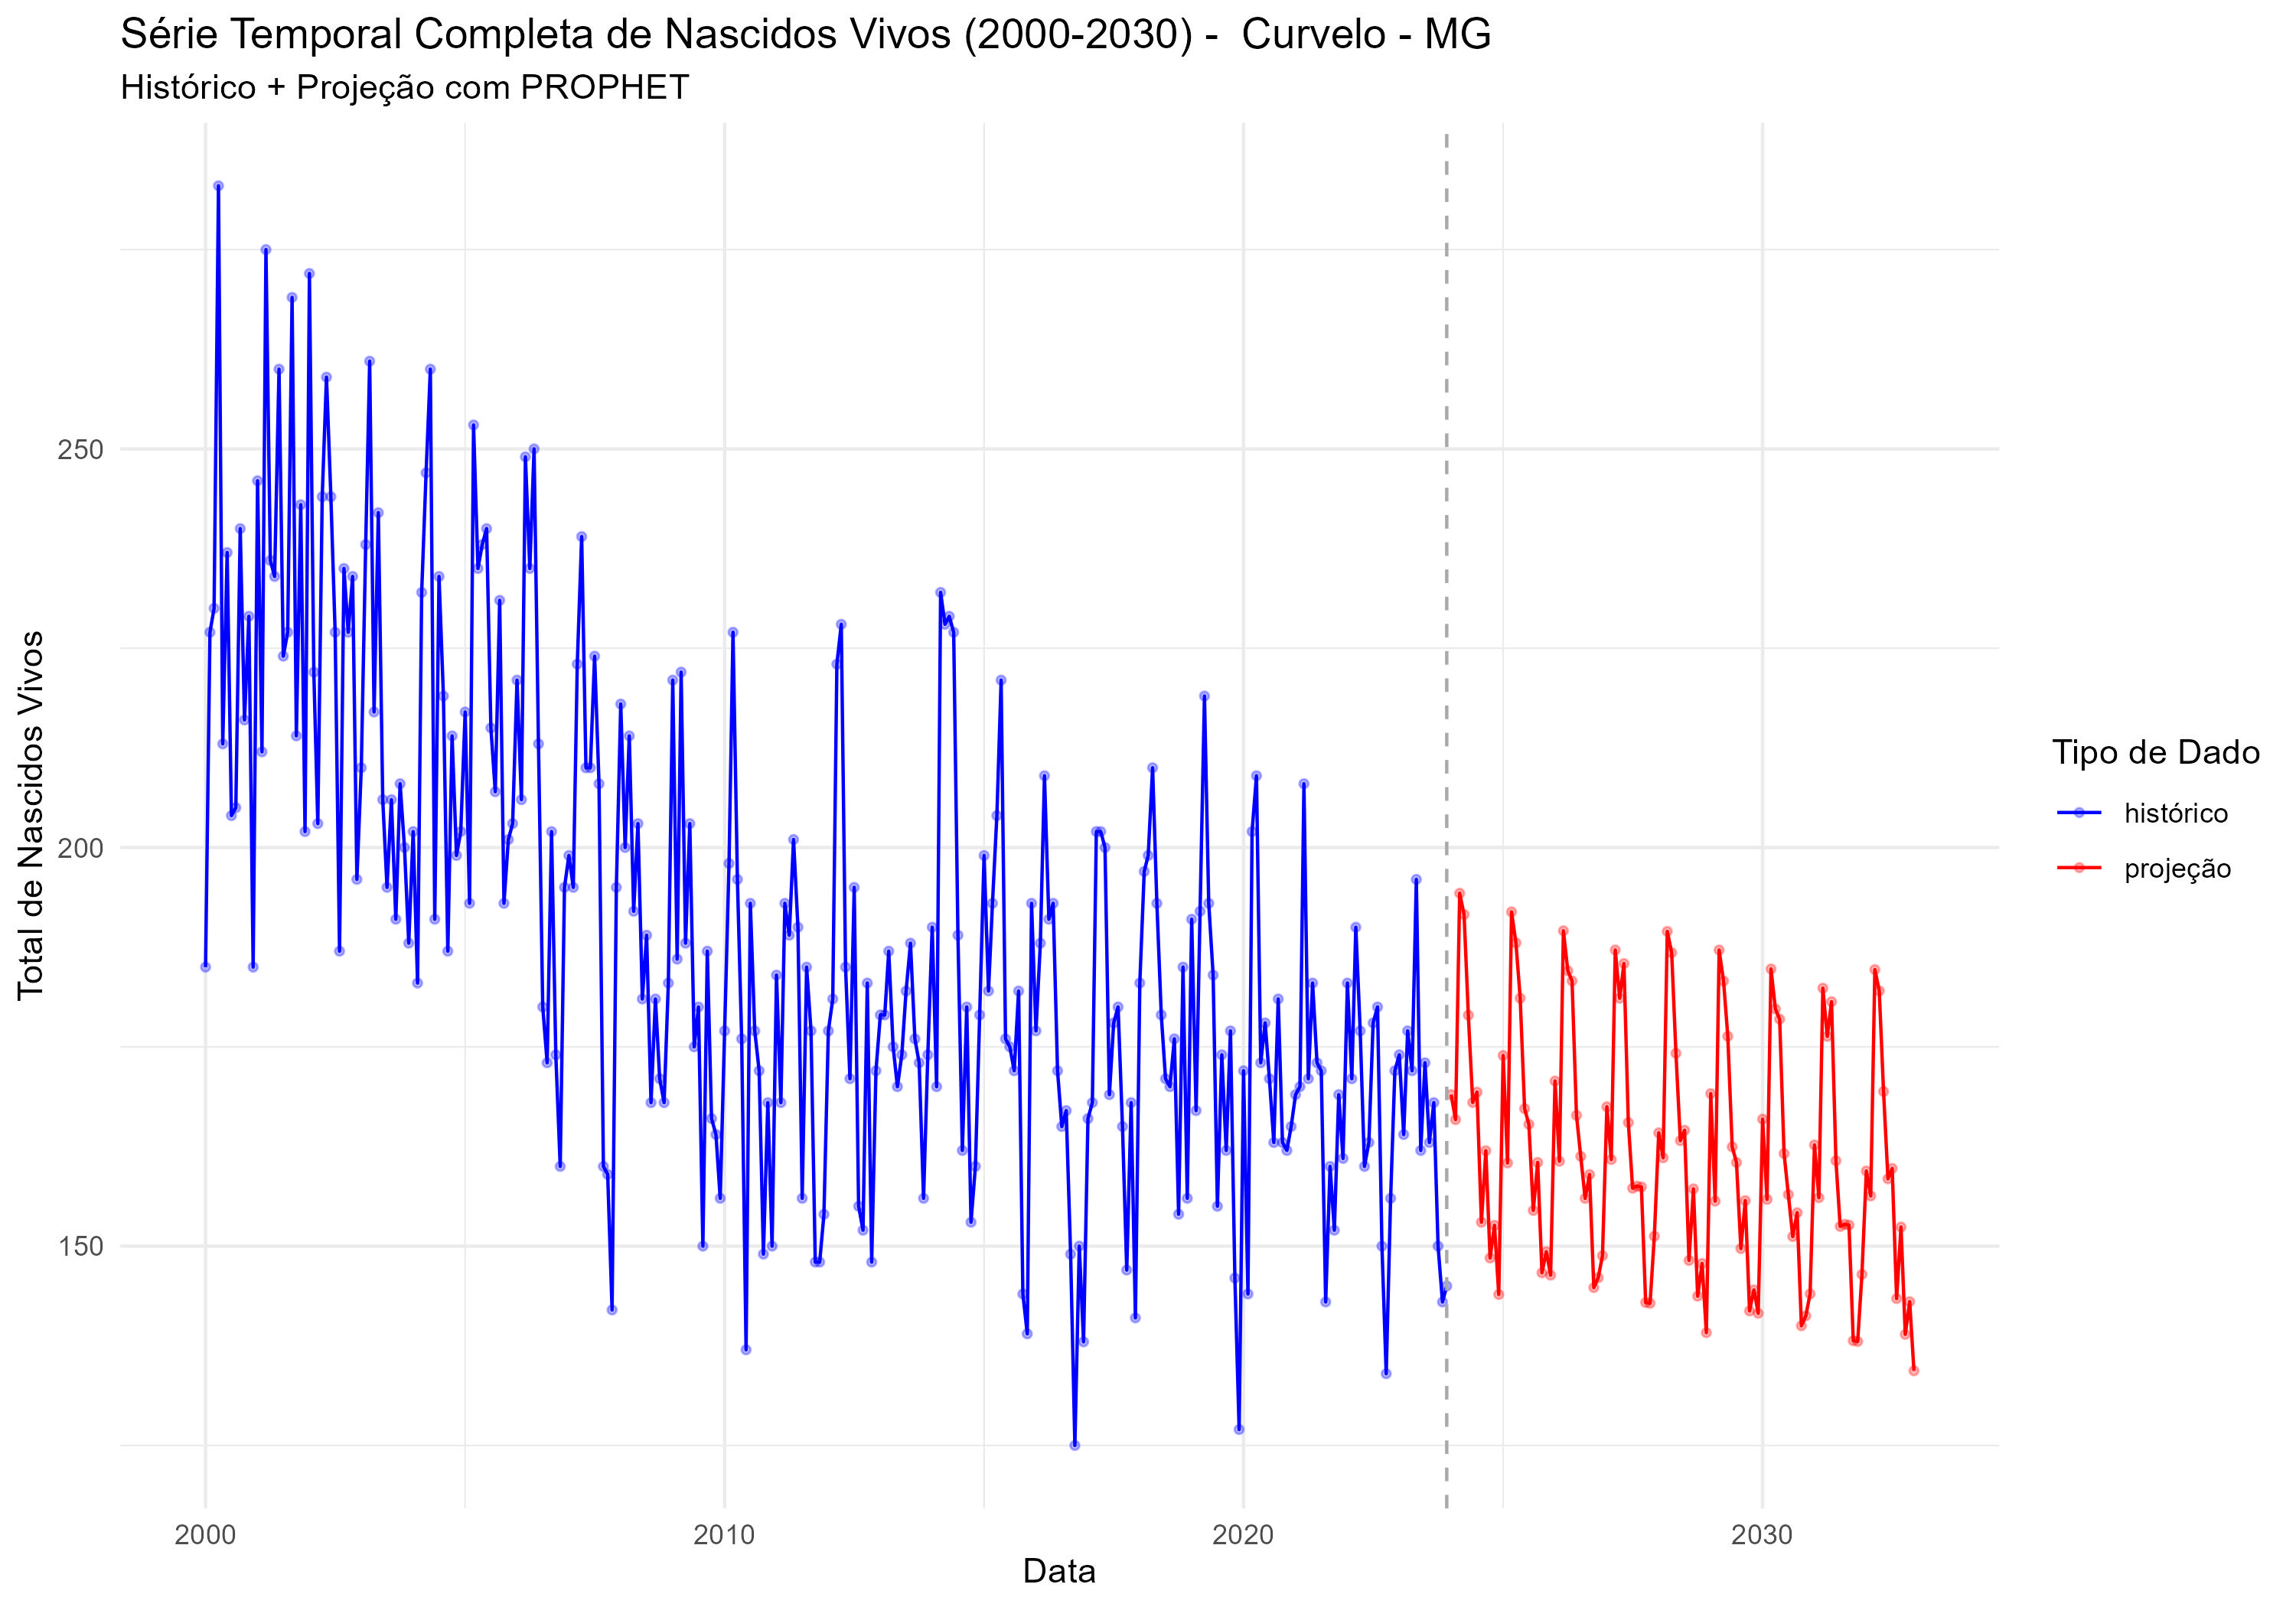 Série Temporal Completa de Nascidos Vivos (2000-2030) -  Curvelo - MG
Histórico + Projeção com PROPHET
Total de Nascidos Vivos
250
200
150
2000
2010
2020
2030
Data
Tipo de Dado
histórico
projeção